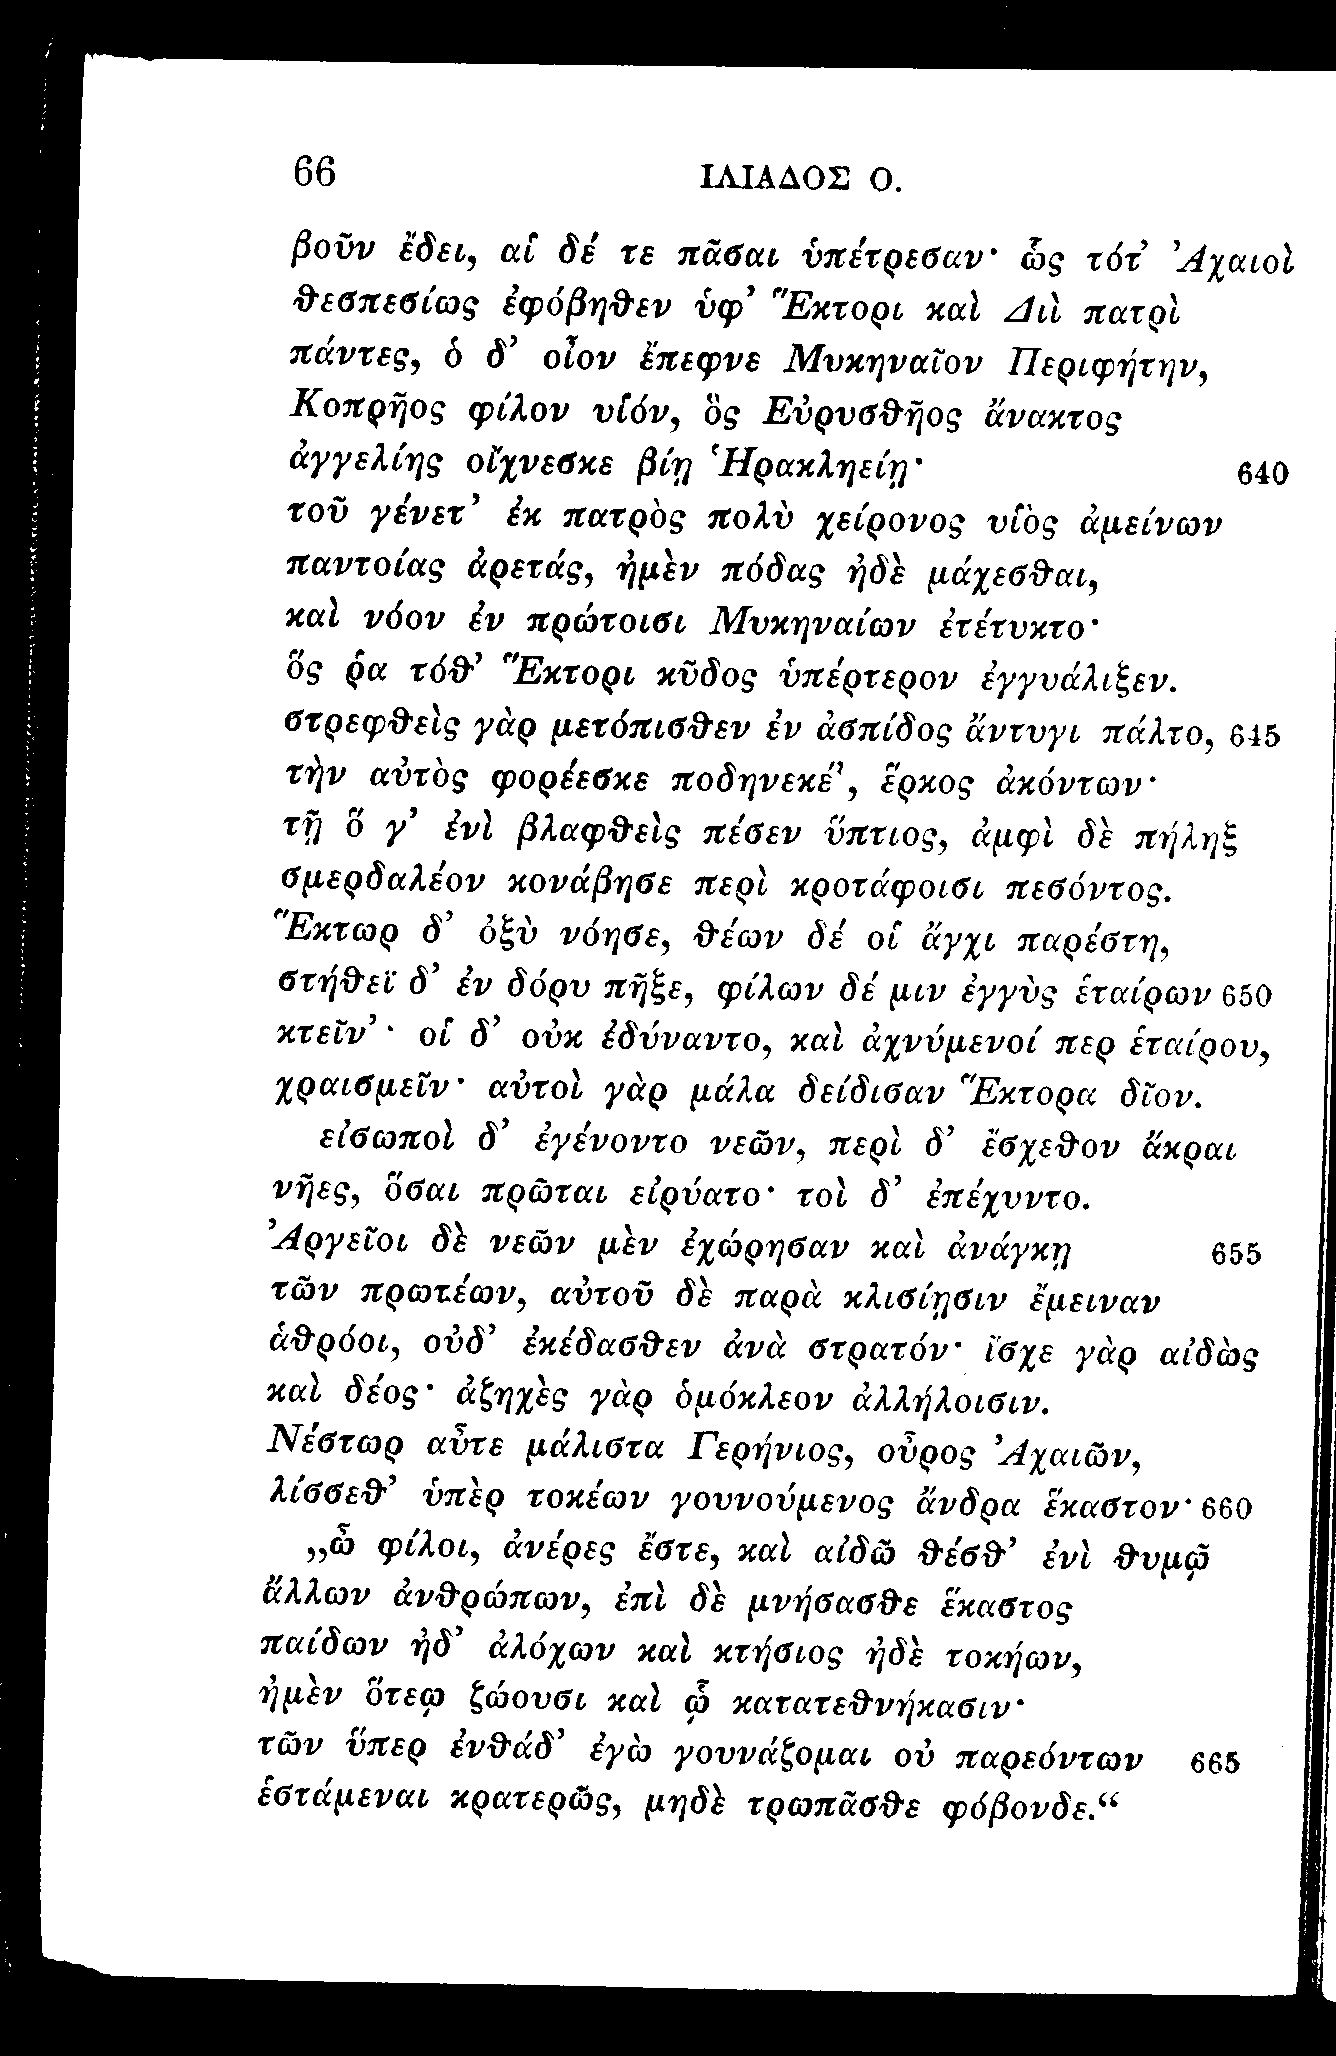 66 ΙΛΙΑΔΟΣ Ο.
βοῦν ἔδει, αἱ δέ τε πᾶσαι ὑπέτρεσαν· ὣς τότ’ Ἀχαιοὶ
θεσπεσίως ἐφόβηθεν ὑφ’ Ἕκτορι καὶ Διὶ πατρὶ
πάντες, ὁ δ’ οἶον ἔπεφνε Μυκηναῖον Περιφήτην,
Κοπρῆος φίλον υἱόν, ὃς Εὐρυσθῆος ἄνακτος
ἀγγελίης οἴχνεσκε βίῃ Ἡρακληείῃ· 640
τοῦ γένετ’ ἐκ πατρὸς πολὺ χείρονος υἱὸς ἀμείνων
παντοίας ἀρετάς, ἠμὲν πόδας ἠδὲ μάχεσθαι,
καὶ νόον ἐν πρώτοισι Μυκηναίων ἐτέτυκτο·
ὅς ῥα τόθ’ Ἕκτορι κῦδος ὑπέρτερον ἐγγυάλιξεν.
στρεφθεὶς γὰρ μετόπισθεν ἐν ἀσπίδος ἄντυγι πάλτο, 645
τὴν αὐτὸς φορέεσκε ποδηνεκέ’, ἕρκος ἀκόντων·
τῇ ὅ γ’ ἐνὶ βλαφθεὶς πέσεν ὕπτιος, ἀμφὶ δὲ πήληξ
σμερδαλέον κονάβησε περὶ κροτάφοισι πεσόντος.
Ἕκτωρ δ’ ὀξὺ νόησε, θέων δέ οἱ ἄγχι παρέστη,
στήθεϊ δ’ ἐν δόρυ πῆξε, φίλων δέ μιν ἐγγὺς ἑταίρων 650
κτεῖν’· οἱ δ’ οὐκ ἐδύναντο, καὶ ἀχνύμενοί περ ἑταίρου,
χραισμεῖν· αὐτοὶ γὰρ μάλα δείδισαν Ἕκτορα δῖον.
εἰσωποὶ δ’ ἐγένοντο νεῶν, περὶ δ’ ἔσχεθον ἄκραι
νῆες, ὅσαι πρῶται εἰρύατο· τοὶ δ’ ἐπέχυντο.
Ἀργεῖοι δὲ νεῶν μὲν ἐχώρησαν καὶ ἀνάγκῃ 655
τῶν πρωτέων, αὐτοῦ δὲ παρὰ κλισίῃσιν ἔμειναν
ἁθρόοι, οὐδ’ ἐκέδασθεν ἀνὰ στρατόν· ἴσχε γὰρ αἰδὼς
καὶ δέος· ἀζηχὲς γὰρ ὁμόκλεον ἀλλήλοισιν.
Νέστωρ αὖτε μάλιστα Γερήνιος, οὖρος Ἀχαιῶν,
λίσσεθ’ ὑπὲρ τοκέων γουνούμενος ἄνδρα ἕκαστον· 660
„ὦ φίλοι, ἀνέρες ἔστε, καὶ αἰδῶ θέσθ’ ἐνὶ θυμῷ
ἄλλων ἀνθρώπων, ἐπὶ δὲ μνήσασθε ἕκαστος
παίδων ἠδ’ ἀλόχων καὶ κτήσιος ἠδὲ τοκήων,
ἠμὲν ὅτεῳ ζώουσι καὶ ᾧ κατατεθνήκασιν·
τῶν ὕπερ ἐνθάδ’ ἐγὼ γουνάζομαι οὐ παρεόντων 665
ἑστάμεναι κρατερῶς, μηδὲ τρωπᾶσθε φόβονδε.“